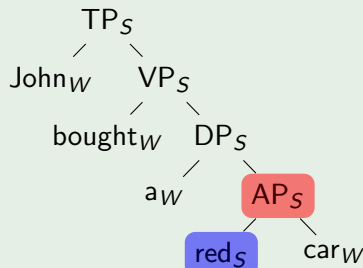 TP_S
John_W VP_S
bought_W DP_S
a_W AP_S
red_S car_W